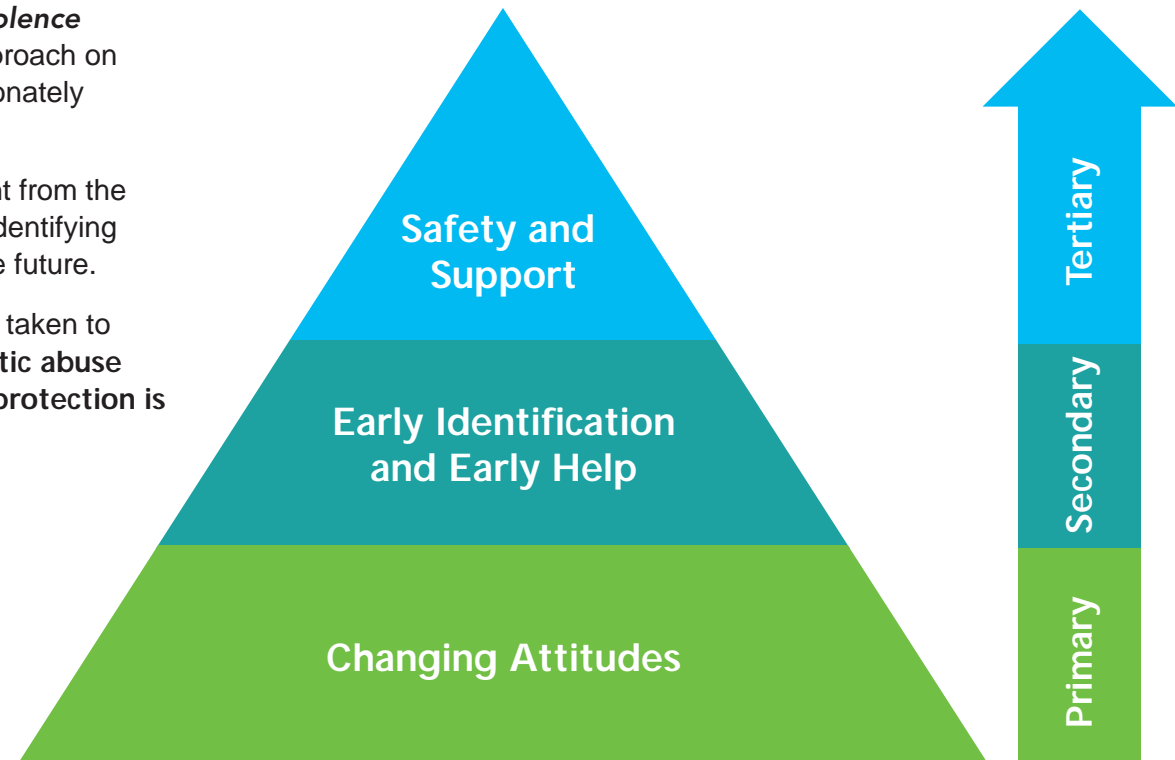 olence
proach on
onately
nt from the
dentifying
e future.
taken to
tic abuse
protection is
Safety and
Support
Early Identification
and Early Help
Changing Attitudes
Tertiary
Secondary
Primary